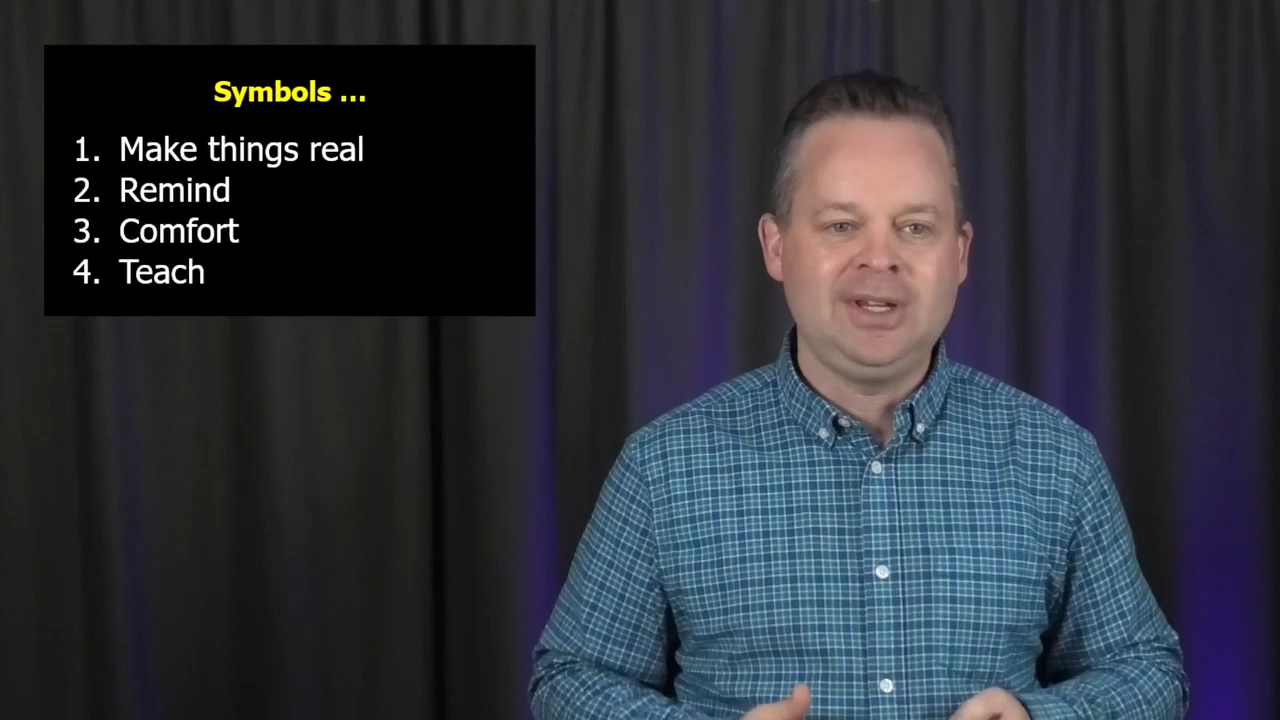 Symbols ...
1. Make things real
2. Remind
3. Comfort
4. Teach